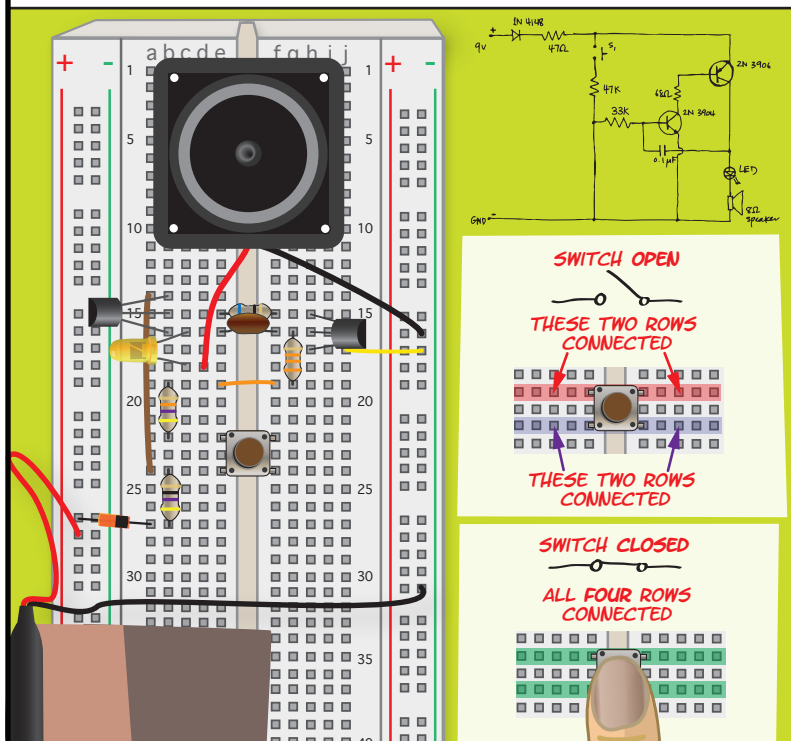 a b c d e
f g h i j
+
-
+
-
1
1
5
5
10
10
15
15
20
20
25
25
30
30
35
40
1N 4148
9V +
47Ω
S1
2N 3906
47K
68Ω
33K
2N 3904
0.1µF
LED
8Ω
speaker
GND -
SWITCH OPEN
THESE TWO ROWS
CONNECTED
THESE TWO ROWS
CONNECTED
SWITCH CLOSED
ALL FOUR ROWS
CONNECTED